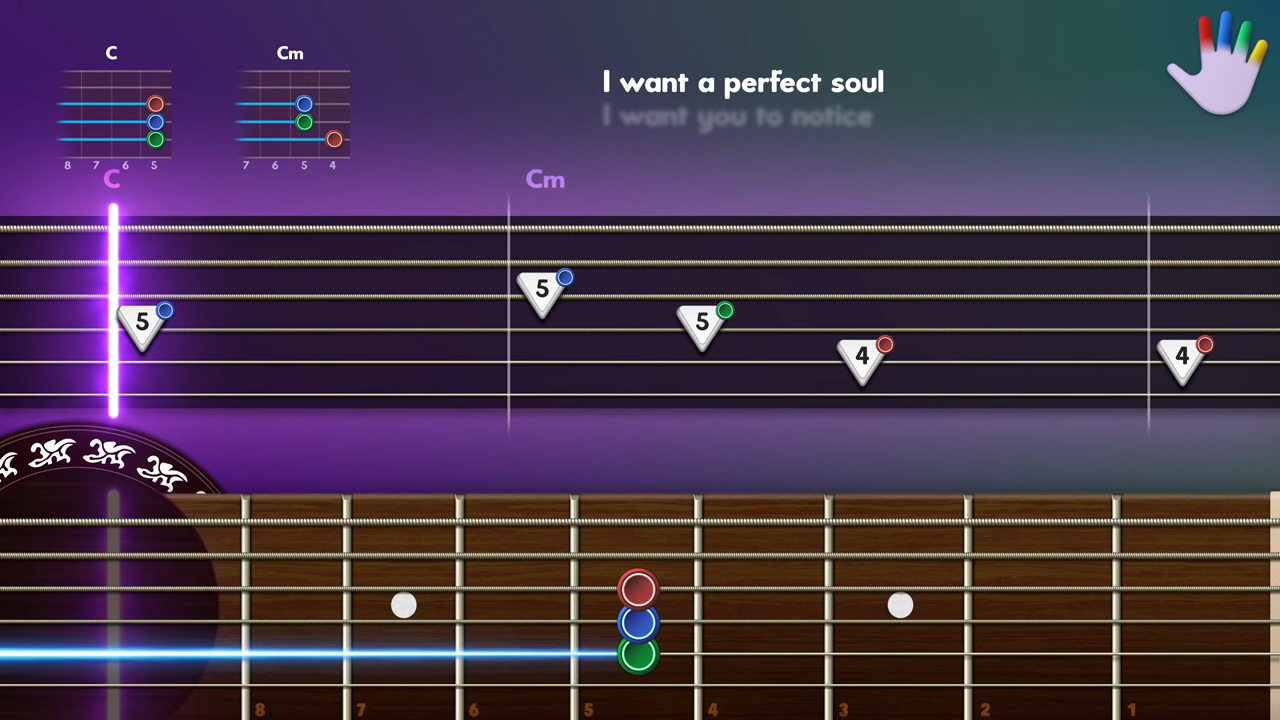 C Cm
I want a perfect soul
I want you to notice
8 7 6 5 7 6 5 4
C Cm
5
5
5 4 4
8 7 6 5 4 3 2 1